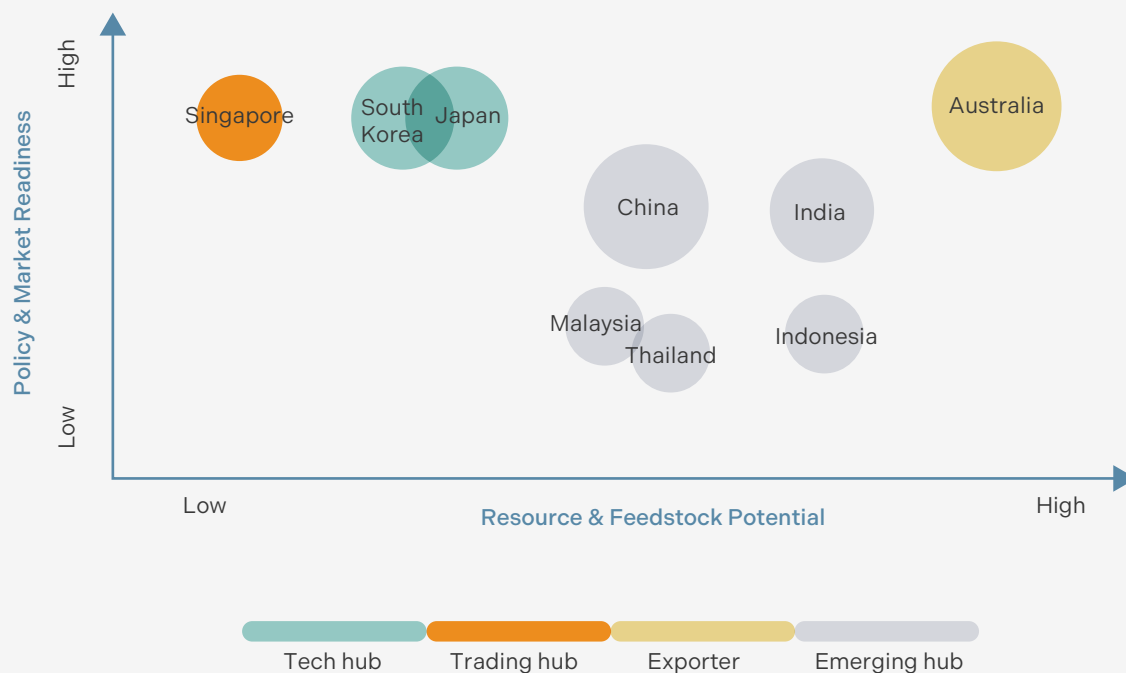 High
Policy & Market Readiness
Low
Singapore
South
Korea
Japan
Australia
China
India
Malaysia
Thailand
Indonesia
Low
Resource & Feedstock Potential
High
Tech hub
Trading hub
Exporter
Emerging hub